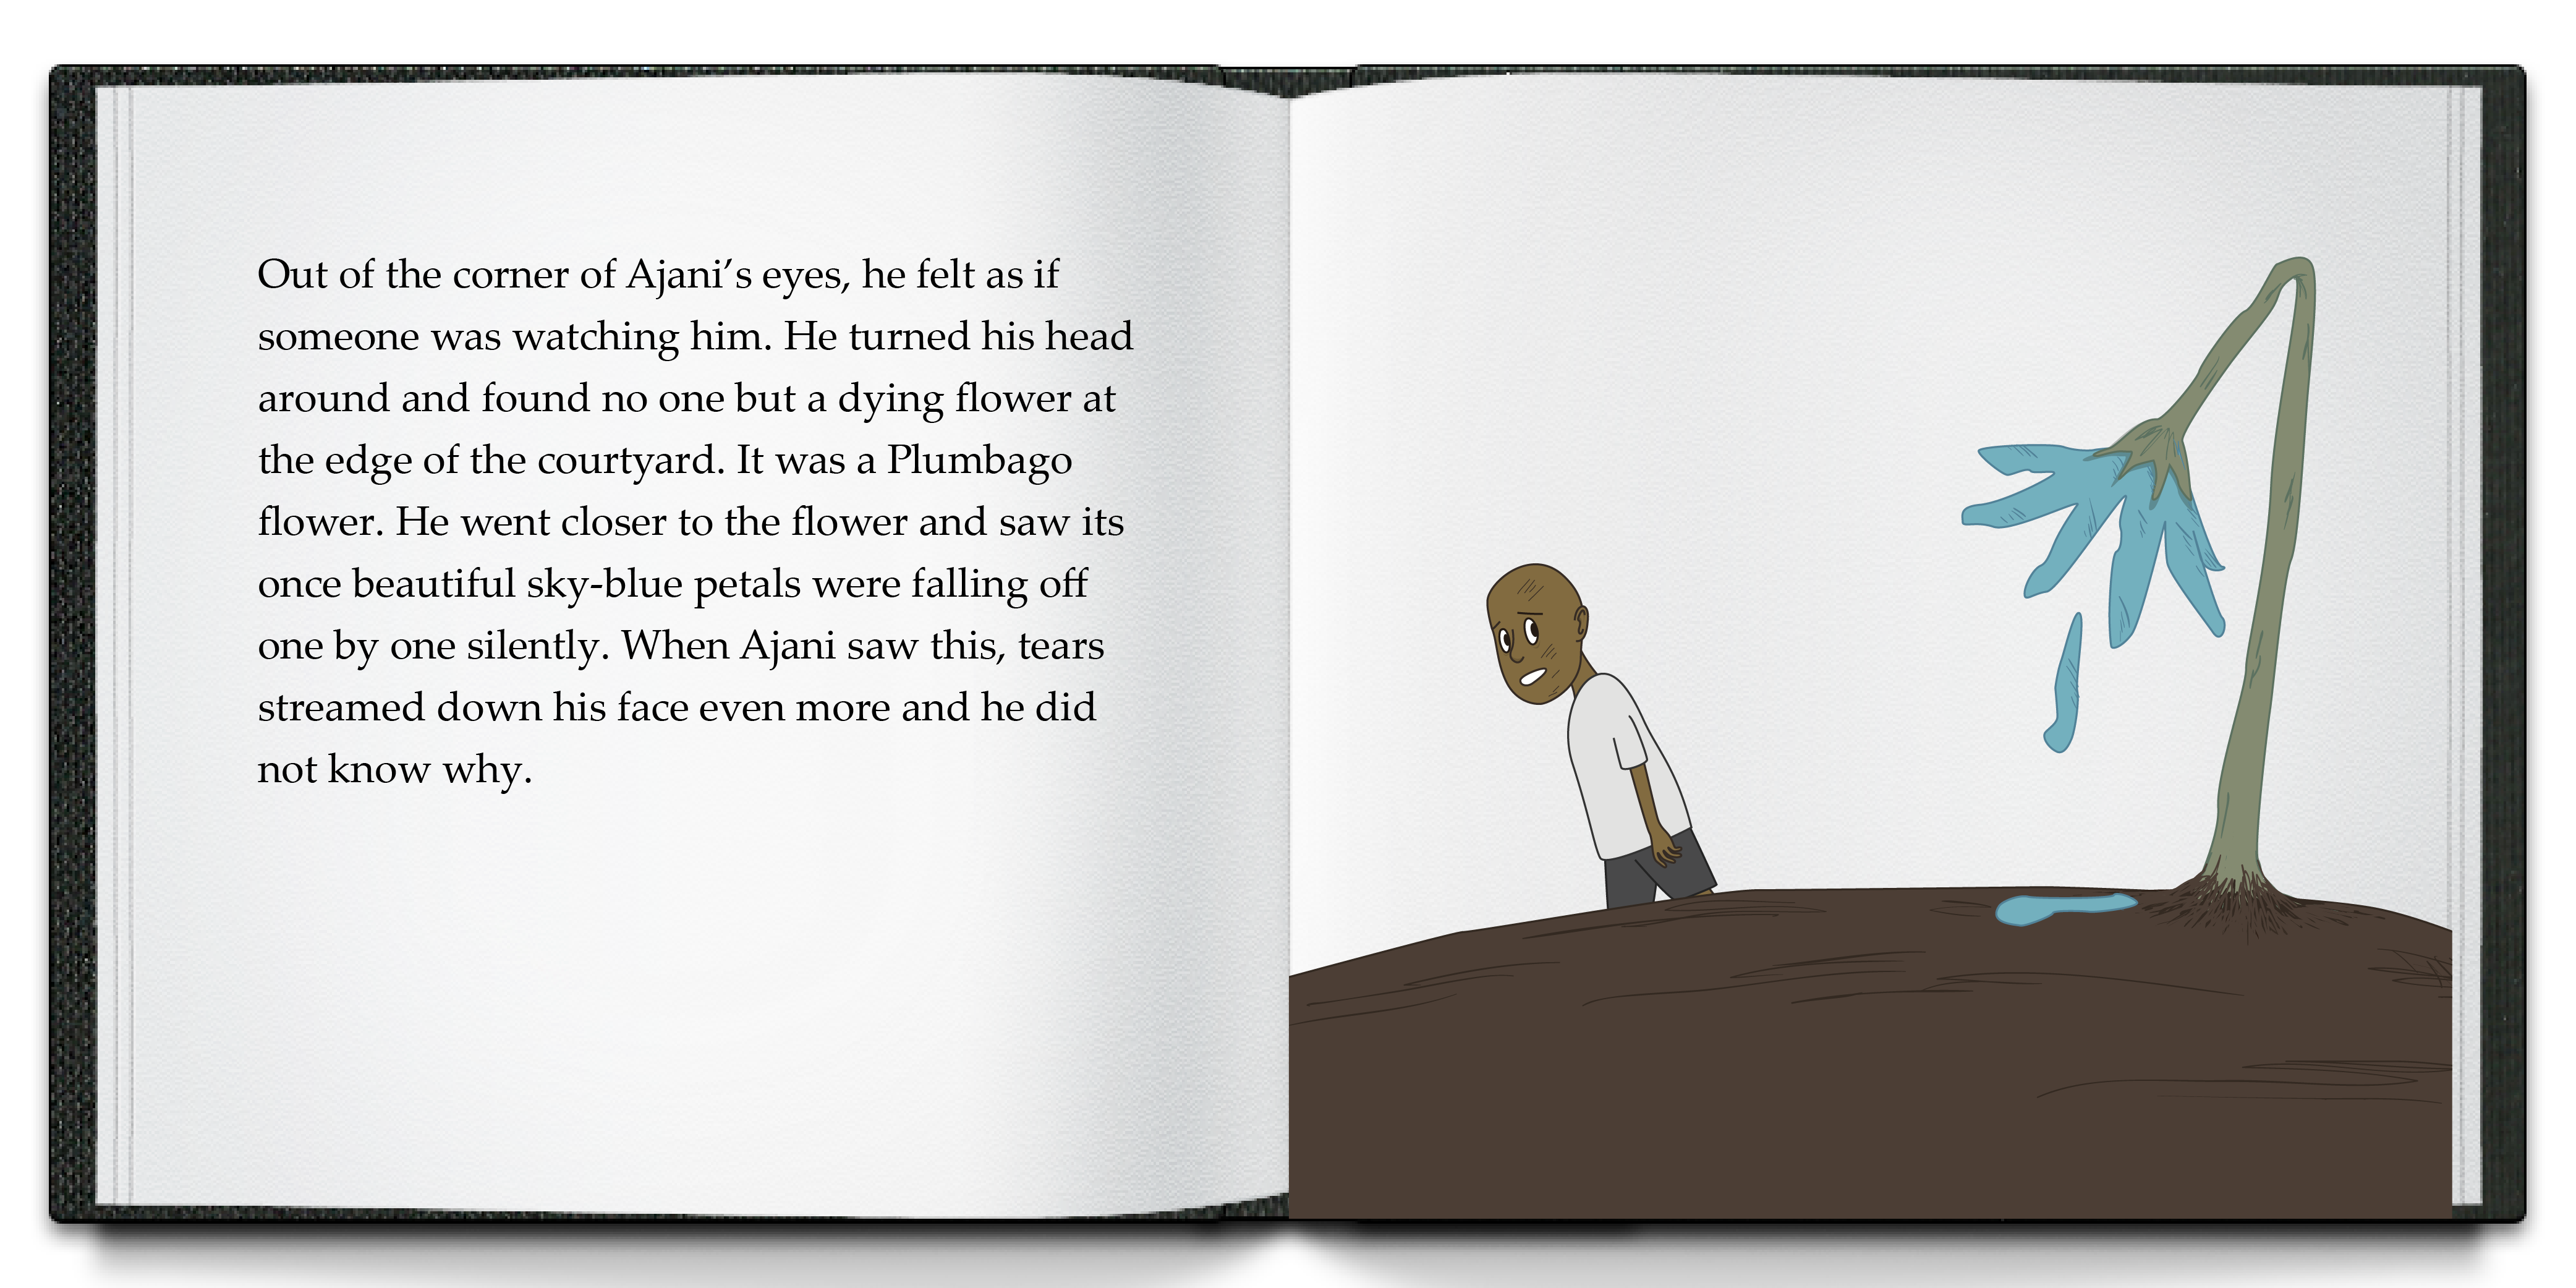 Out of the corner of Ajani’s eyes, he felt as if
someone was watching him. He turned his head
around and found no one but a dying flower at
the edge of the courtyard. It was a Plumbago
flower. He went closer to the flower and saw its
once beautiful sky-blue petals were falling off
one by one silently. When Ajani saw this, tears
streamed down his face even more and he did
not know why.